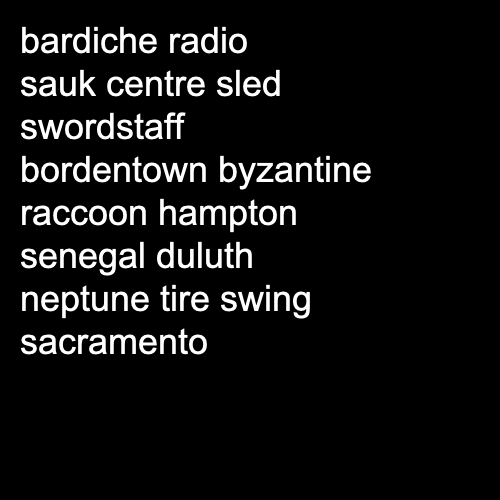 bardiche radio
sauk centre sled
swordstaff
bordentown byzantine
raccoon hampton
senegal duluth
neptune tire swing
sacramento